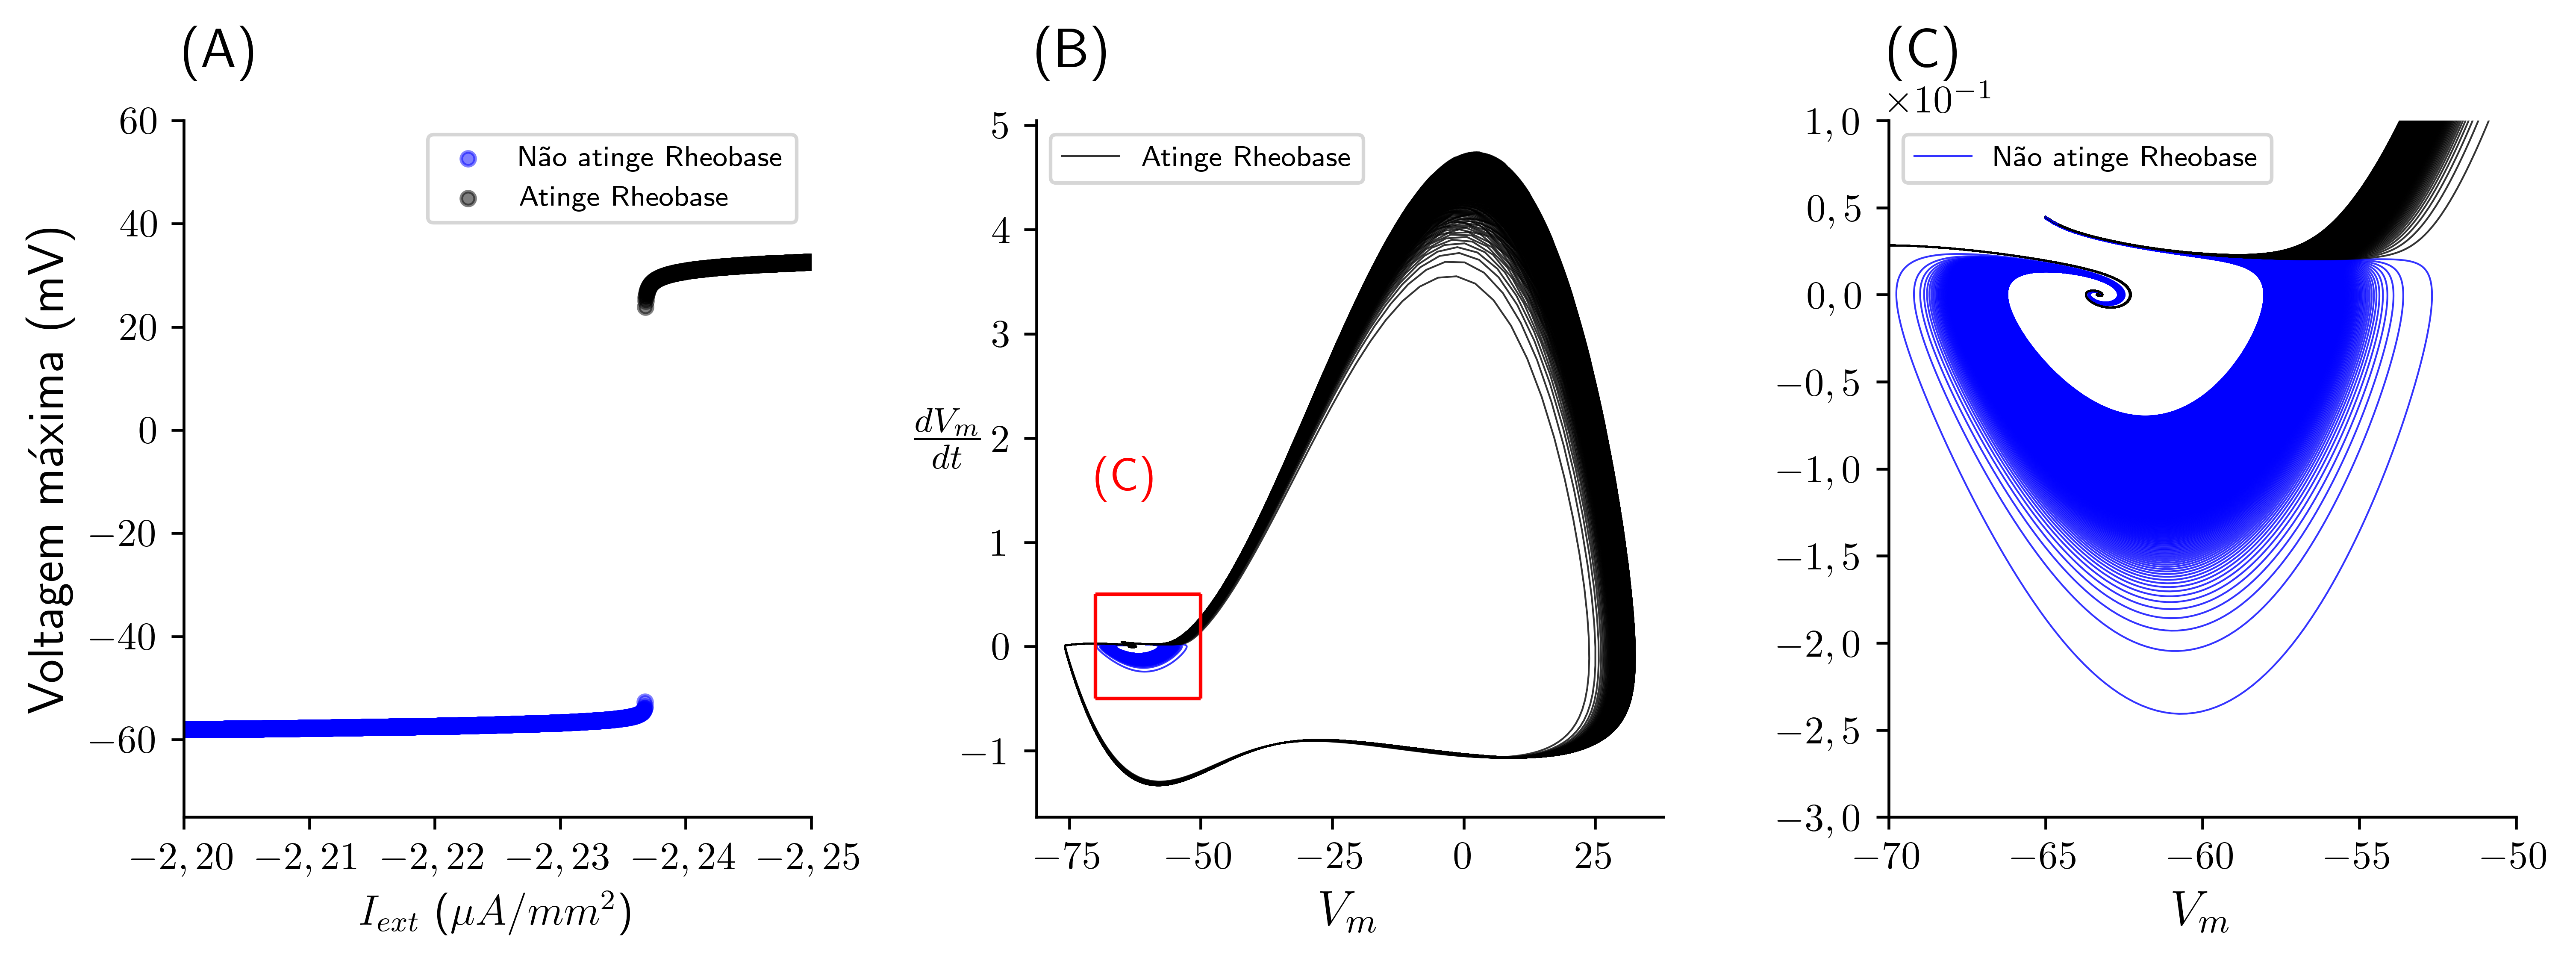 (A)
Voltagem máxima (mV)
60
40
20
0
−20
−40
−60
Não atinge Rheobase
Atinge Rheobase
−2,20 −2,21 −2,22 −2,23 −2,24 −2,25
I_ext (μA/mm²)
(B)
dV_m
dt
5
4
3
2
1
0
−1
Atinge Rheobase
(C)
−75 −50 −25 0 25
V_m
(C)
×10⁻¹
1,0
0,5
0,0
−0,5
−1,0
−1,5
−2,0
−2,5
−3,0
Não atinge Rheobase
−70 −65 −60 −55 −50
V_m